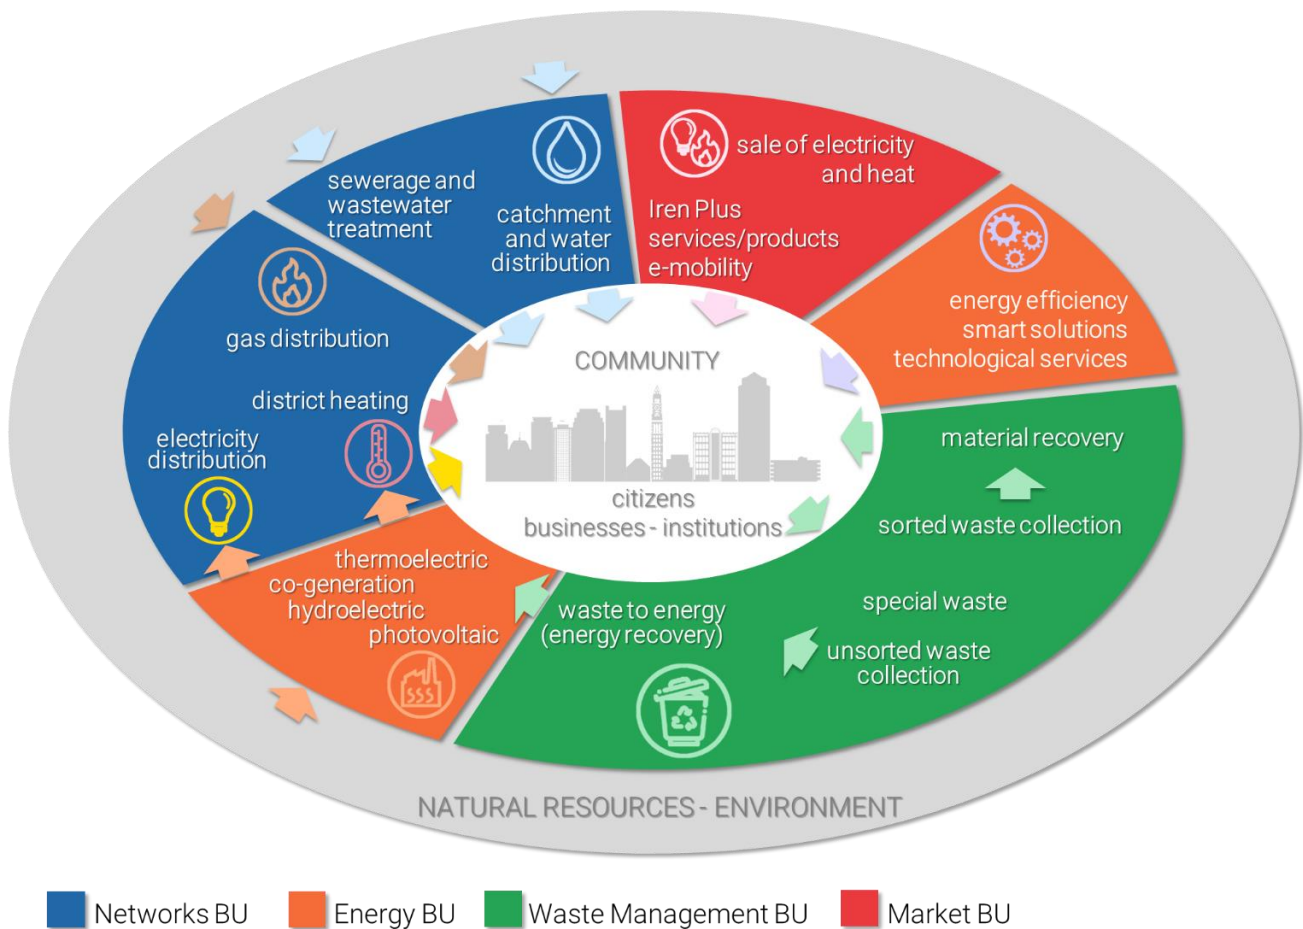 sewerage and
wastewater
treatment
catchment
and water
distribution
sale of electricity
and heat
Iren Plus
services/products
e-mobility
energy efficiency
smart solutions
technological services
gas distribution
district heating
electricity
distribution
COMMUNITY
citizens
businesses - institutions
material recovery
sorted waste collection
special waste
unsorted waste
collection
waste to energy
(energy recovery)
thermoelectric
co-generation
hydroelectric
photovoltaic
NATURAL RESOURCES - ENVIRONMENT
Networks BU
Energy BU
Waste Management BU
Market BU